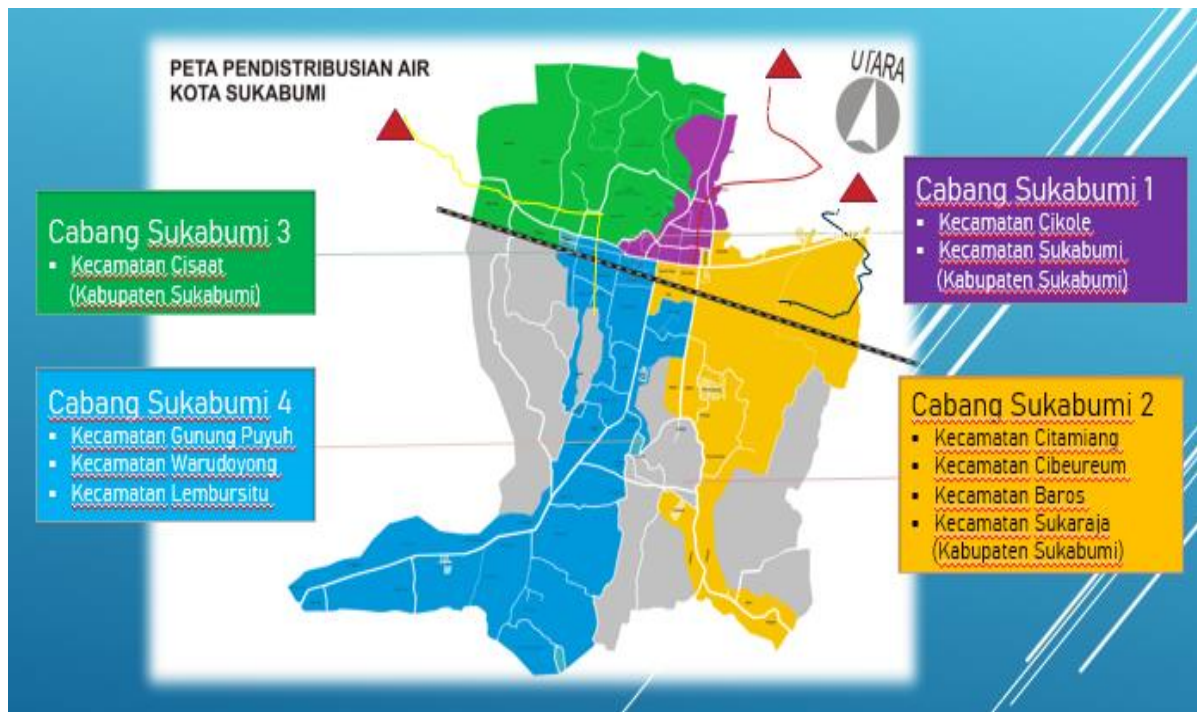 PETA PENDISTRIBUSIAN AIR
KOTA SUKABUMI
UTARA
Cabang Sukabumi 3
▪ Kecamatan Cisaat
(Kabupaten Sukabumi)
Cabang Sukabumi 1
▪ Kecamatan Cikole
▪ Kecamatan Sukabumi
(Kabupaten Sukabumi)
Cabang Sukabumi 4
▪ Kecamatan Gunung Puyuh
▪ Kecamatan Warudoyong
▪ Kecamatan Lembursitu
Cabang Sukabumi 2
▪ Kecamatan Citamiang
▪ Kecamatan Cibeureum
▪ Kecamatan Baros
▪ Kecamatan Sukaraja
(Kabupaten Sukabumi)